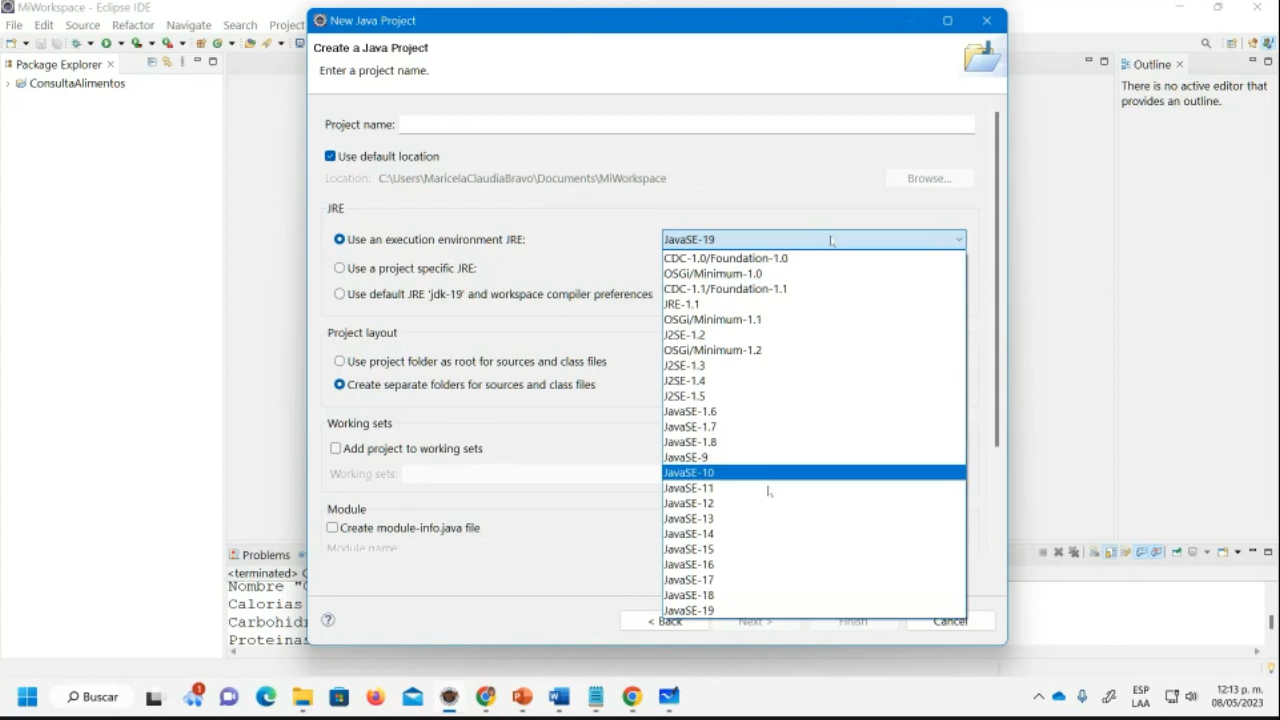 MiWorkspace - Eclipse IDE
File Edit Source Refactor Navigate Search Project
Package Explorer
ConsultaAlimentos
New Java Project
Create a Java Project
Enter a project name.
Project name:
Use default location
Location: C:\Users\MaricelaClaudiaBravo\Documents\MiWorkspace
Browse...
JRE
Use an execution environment JRE:
JavaSE-19
Use a project specific JRE:
Use default JRE 'jdk-19' and workspace compiler preferences
CDC-1.0/Foundation-1.0
OSGi/Minimum-1.0
CDC-1.1/Foundation-1.1
JRE-1.1
OSGi/Minimum-1.1
J2SE-1.2
OSGi/Minimum-1.2
J2SE-1.3
J2SE-1.4
J2SE-1.5
JavaSE-1.6
JavaSE-1.7
JavaSE-1.8
JavaSE-9
JavaSE-10
JavaSE-11
JavaSE-12
JavaSE-13
JavaSE-14
JavaSE-15
JavaSE-16
JavaSE-17
JavaSE-18
JavaSE-19
Project layout
Use project folder as root for sources and class files
Create separate folders for sources and class files
Working sets
Add project to working sets
Working sets:
Module
Create module-info.java file
Module name:
< Back
Next >
Finish
Cancel
Outline
There is no active editor that
provides an outline.
Problems
<terminated> C
Nombre "C
Calorias
Carbohid
Proteinas
Buscar
1
ESP
LAA
12:13 p. m.
08/05/2023